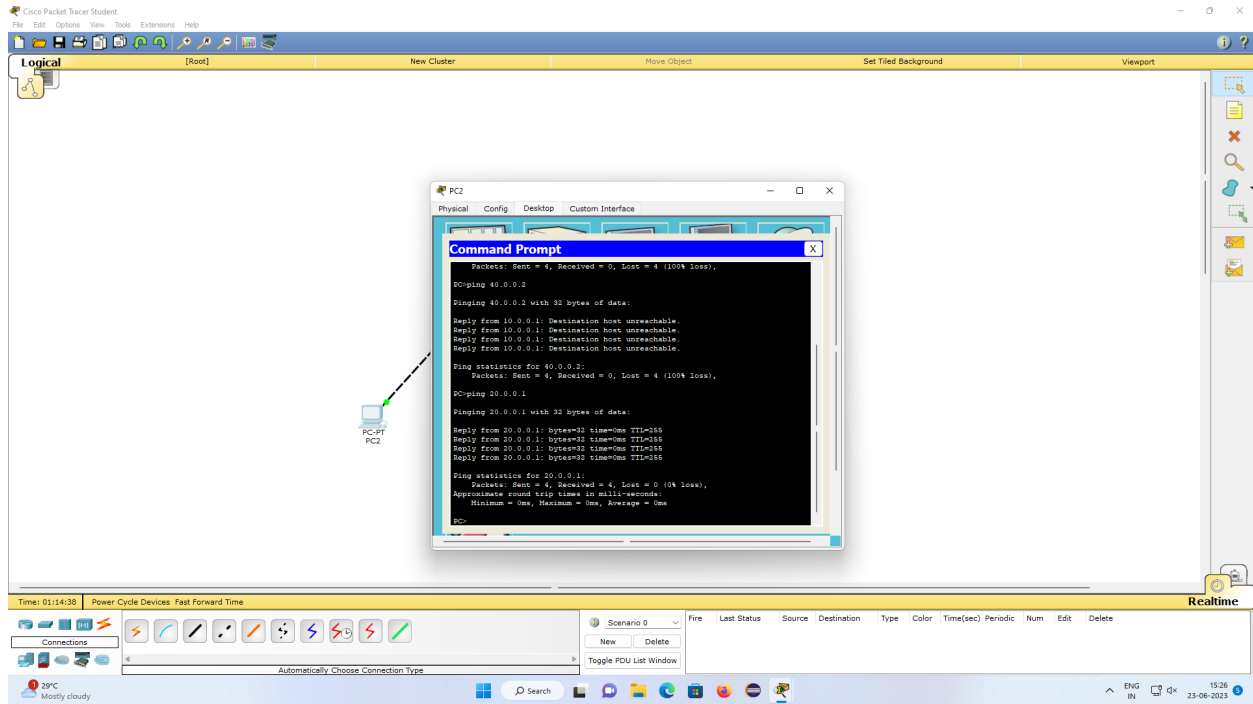 Cisco Packet Tracer Student
File Edit Options View Tools Extensions Help
Logical [Root] New Cluster Move Object Set Tiled Background Viewport
PC2
Physical Config Desktop Custom Interface
Command Prompt X
Packets: Sent = 4, Received = 0, Lost = 4 (100% loss),
PC>ping 40.0.0.2
Pinging 40.0.0.2 with 32 bytes of data:
Reply from 10.0.0.1: Destination host unreachable.
Reply from 10.0.0.1: Destination host unreachable.
Reply from 10.0.0.1: Destination host unreachable.
Reply from 10.0.0.1: Destination host unreachable.
Ping statistics for 40.0.0.2:
Packets: Sent = 4, Received = 0, Lost = 4 (100% loss),
PC>ping 20.0.0.1
Pinging 20.0.0.1 with 32 bytes of data:
Reply from 20.0.0.1: bytes=32 time=0ms TTL=255
Reply from 20.0.0.1: bytes=32 time=0ms TTL=255
Reply from 20.0.0.1: bytes=32 time=0ms TTL=255
Reply from 20.0.0.1: bytes=32 time=0ms TTL=255
Ping statistics for 20.0.0.1:
Packets: Sent = 4, Received = 4, Lost = 0 (0% loss),
Approximate round trip times in milli-seconds:
Minimum = 0ms, Maximum = 0ms, Average = 0ms
PC>
PC-PT
PC2
Time: 01:14:38 Power Cycle Devices Fast Forward Time
Realtime
Connections
Automatically Choose Connection Type
Scenario 0
New Delete
Toggle PDU List Window
Fire Last Status Source Destination Type Color Time(sec) Periodic Num Edit Delete
1
29°C
Mostly cloudy
Search
ENG
IN
15:26
23-06-2023
5